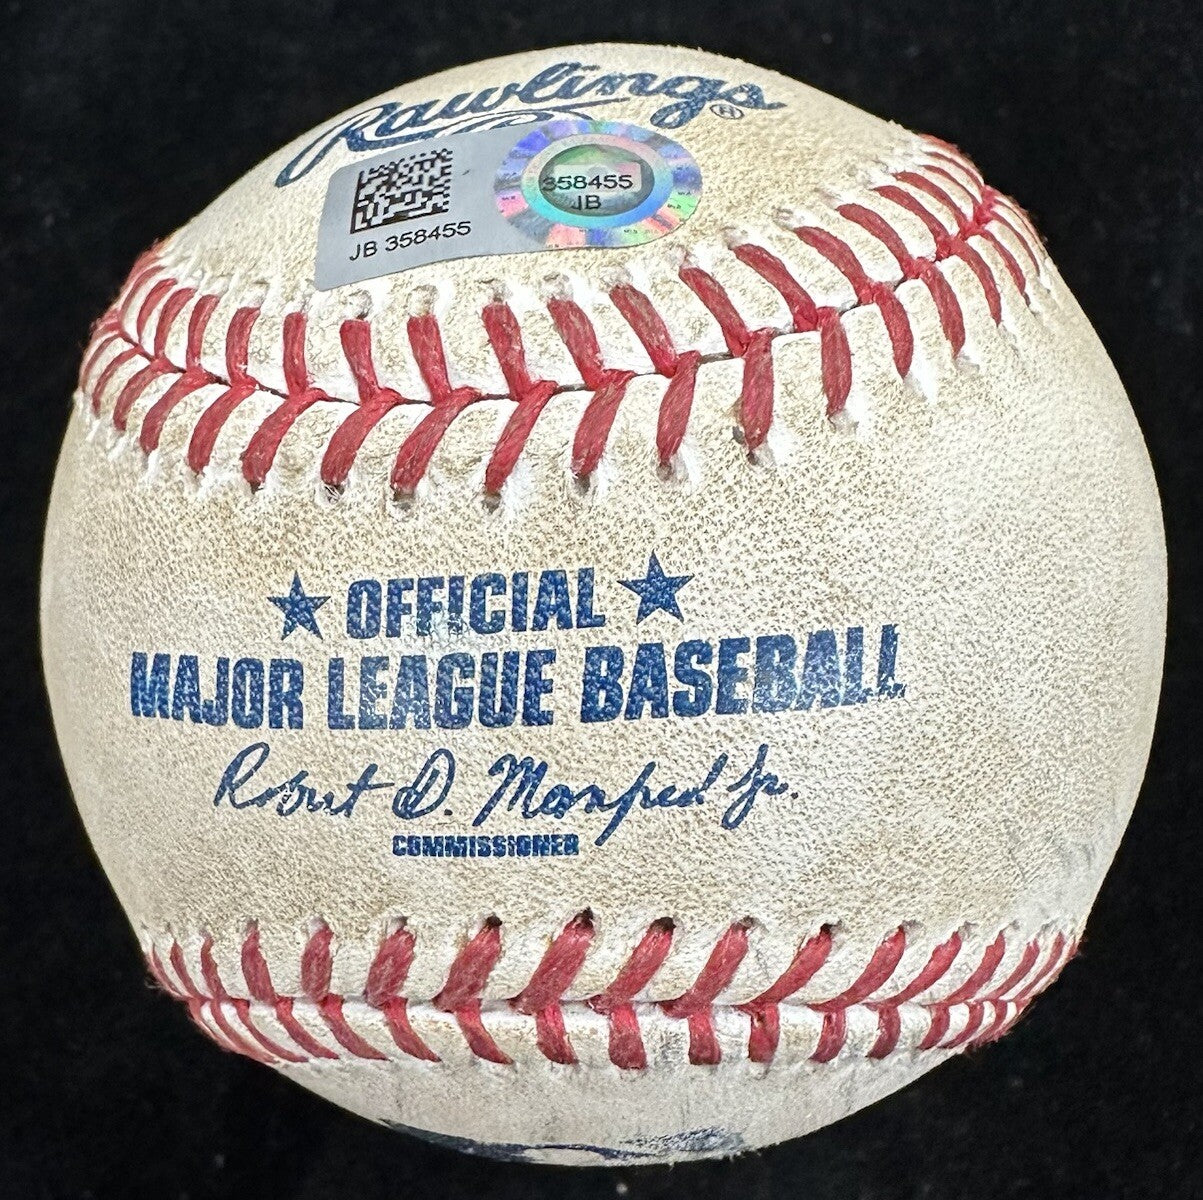 Rawlings®
358455
JB
JB 358455
★ OFFICIAL ★
MAJOR LEAGUE BASEBALL
Robert D. Manfred Jr.
COMMISSIONER